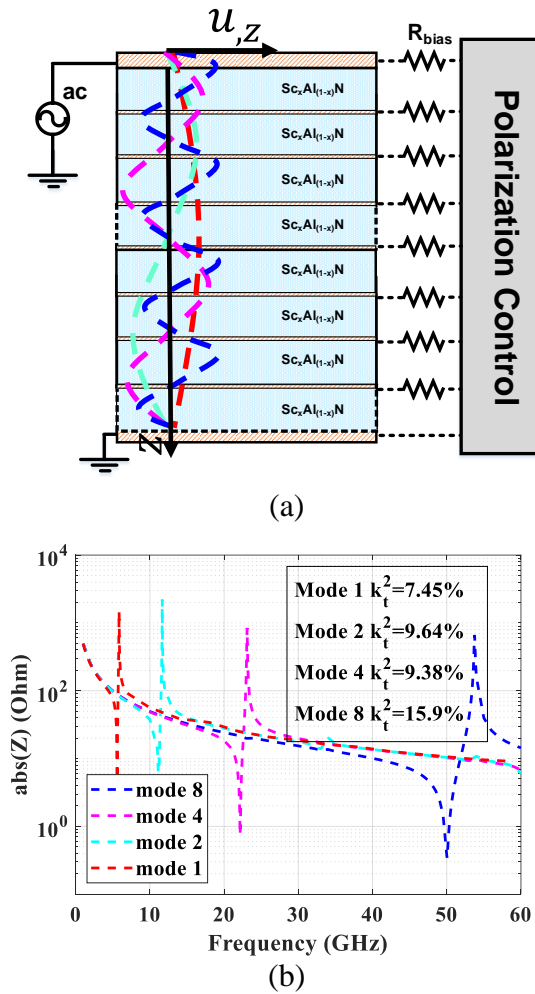 u,Z
ac
Rbias
ScxAl(1-x)N
ScxAl(1-x)N
ScxAl(1-x)N
ScxAl(1-x)N
ScxAl(1-x)N
ScxAl(1-x)N
ScxAl(1-x)N
ScxAl(1-x)N
Z
Polarization Control
(a)
abs(Z) (Ohm)
10^4
10^2
10^0
Mode 1 k_t^2=7.45%
Mode 2 k_t^2=9.64%
Mode 4 k_t^2=9.38%
Mode 8 k_t^2=15.9%
mode 8
mode 4
mode 2
mode 1
0 10 20 30 40 50 60
Frequency (GHz)
(b)